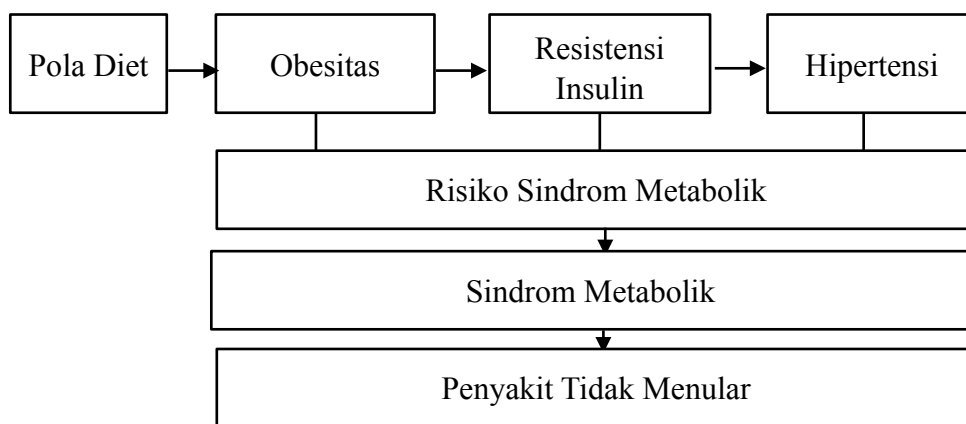 Pola Diet
Obesitas
Resistensi
Insulin
Hipertensi
Risiko Sindrom Metabolik
Sindrom Metabolik
Penyakit Tidak Menular